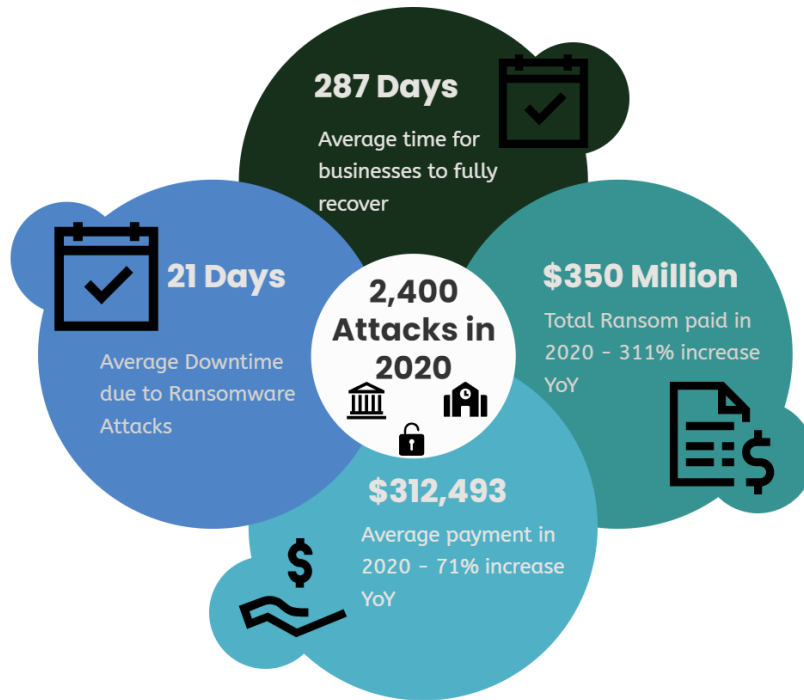 287 Days
Average time for
businesses to fully
recover
21 Days
Average Downtime
due to Ransomware
Attacks
2,400
Attacks in
2020
$350 Million
Total Ransom paid in
2020 - 311% increase
YoY
$312,493
Average payment in
2020 - 71% increase
YoY